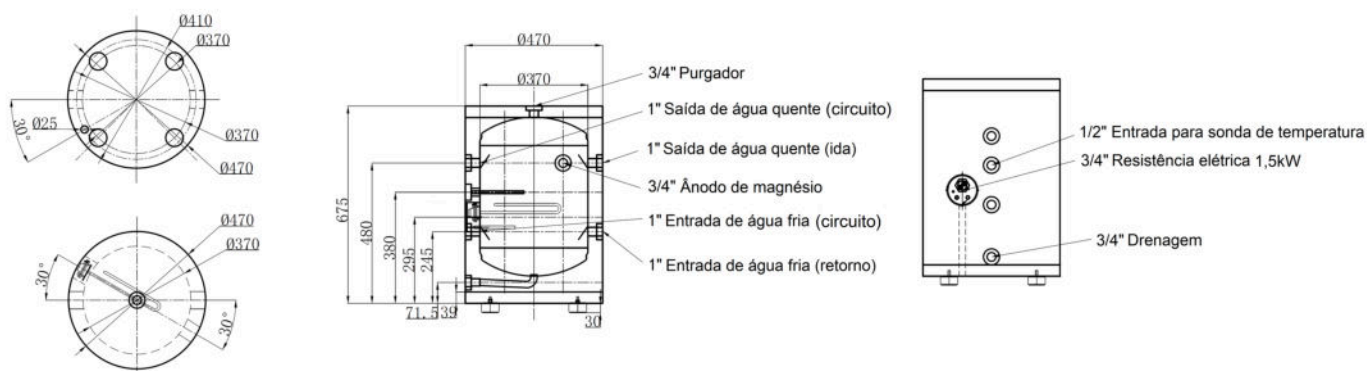 Ø410
Ø370
Ø25
30°
Ø370
Ø470
Ø470
Ø370
30°
30°
Ø470
Ø370
675
480
380
295
245
71.5
39
30
3/4" Purgador
1" Saída de água quente (circuito)
1" Saída de água quente (ida)
3/4" Ânodo de magnésio
1" Entrada de água fria (circuito)
1" Entrada de água fria (retorno)
1/2" Entrada para sonda de temperatura
3/4" Resistência elétrica 1,5kW
3/4" Drenagem